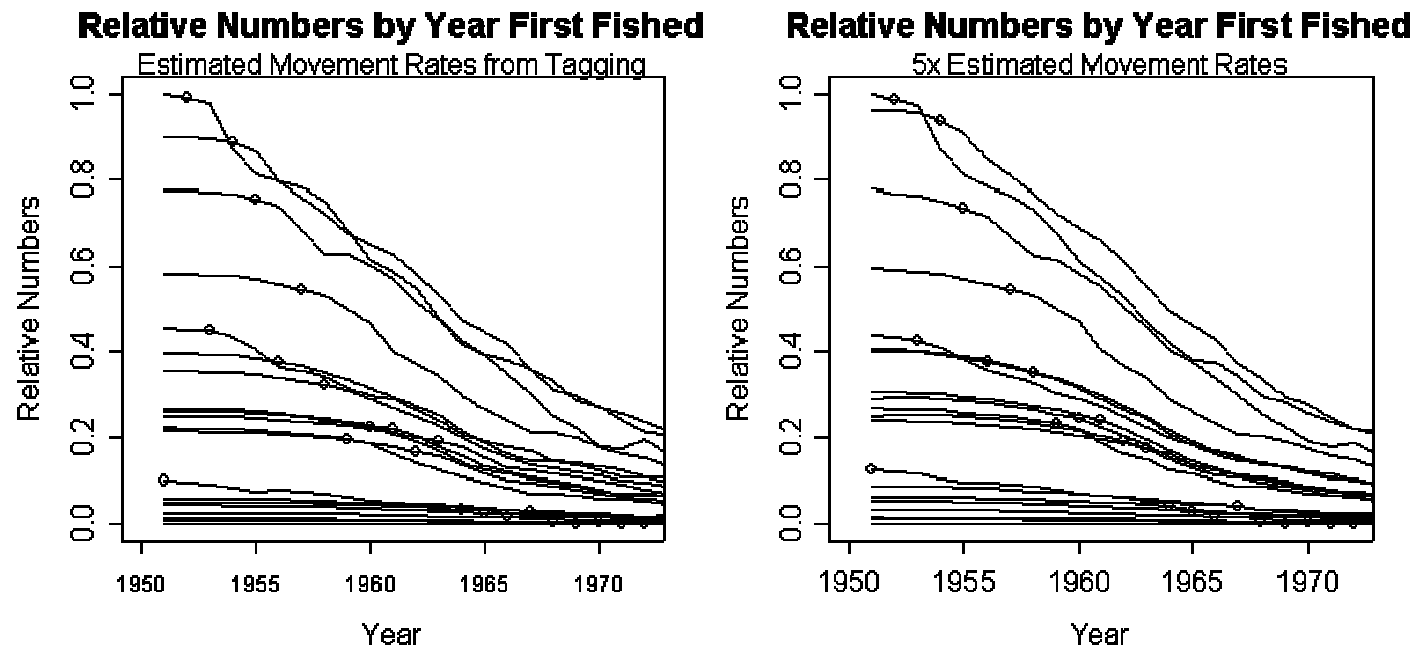 Relative Numbers by Year First Fished
Estimated Movement Rates from Tagging
Relative Numbers
1.0
0.8
0.6
0.4
0.2
0.0
1950 1955 1960 1965 1970
Year
Relative Numbers by Year First Fished
5x Estimated Movement Rates
Relative Numbers
1.0
0.8
0.6
0.4
0.2
0.0
1950 1955 1960 1965 1970
Year